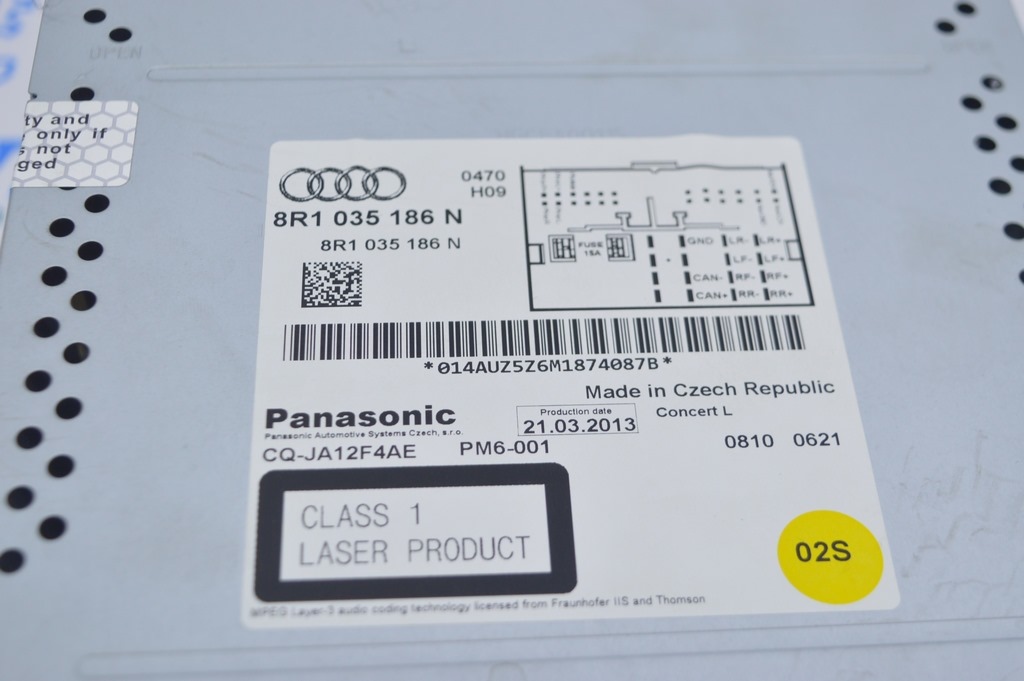 OPEN
ty and
only if
not
ged
0470
H09
8R1 035 186 N
8R1 035 186 N
FUSE
15A
GND LR- LR+
LF- LF+
CAN- RF- RF+
CAN+ RR- RR+
*014AUZ5Z6M1874087B*
Made in Czech Republic
Panasonic
Panasonic Automotive Systems Czech, s.r.o.
Production date
21.03.2013
Concert L
CQ-JA12F4AE
PM6-001
0810 0621
CLASS 1
LASER PRODUCT
02S
MPEG Layer-3 audio coding technology licensed from Fraunhofer IIS and Thomson